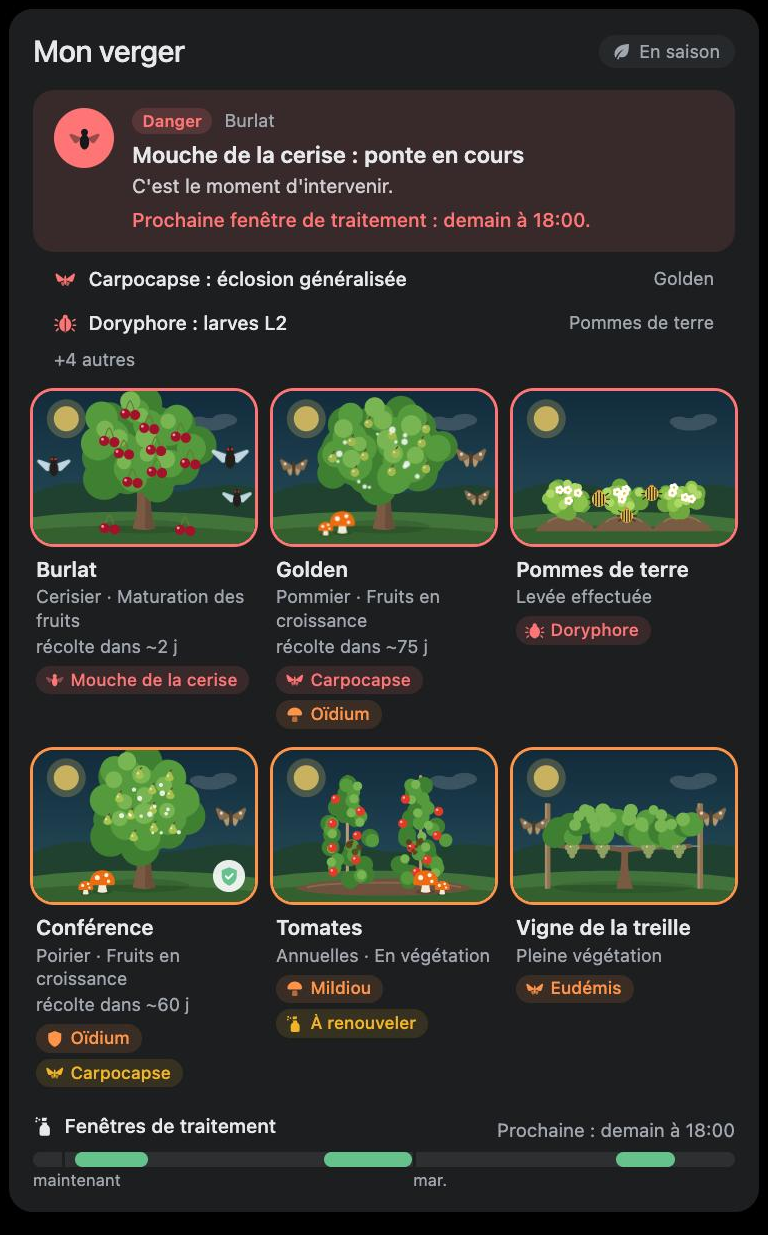 Mon verger
En saison
Danger
Burlat
Mouche de la cerise : ponte en cours
C'est le moment d'intervenir.
Prochaine fenêtre de traitement : demain à 18:00.
Carpocapse : éclosion généralisée
Golden
Doryphore : larves L2
Pommes de terre
+4 autres
Burlat
Cerisier · Maturation des
fruits
récolte dans ~2 j
Mouche de la cerise
Golden
Pommier · Fruits en
croissance
récolte dans ~75 j
Carpocapse
Oïdium
Pommes de terre
Levée effectuée
Doryphore
Conférence
Poirier · Fruits en
croissance
récolte dans ~60 j
Oïdium
Carpocapse
Tomates
Annuelles · En végétation
Mildiou
À renouveler
Vigne de la treille
Pleine végétation
Eudémis
Fenêtres de traitement
Prochaine : demain à 18:00
maintenant
mar.